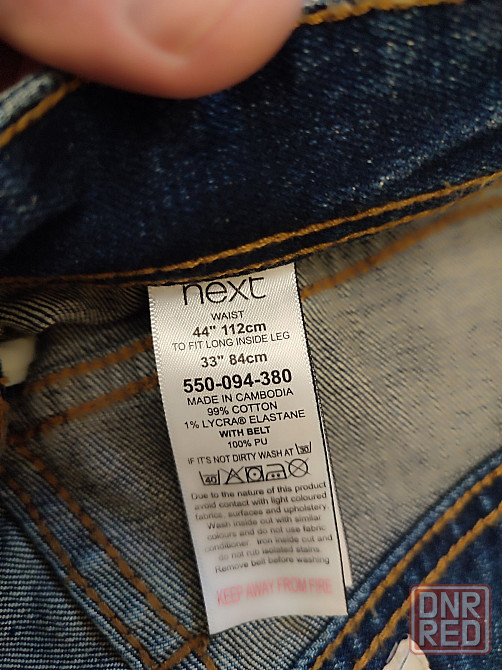 next
WAIST
44" 112cm
TO FIT LONG INSIDE LEG
33" 84cm
550-094-380
MADE IN CAMBODIA
99% COTTON
1% LYCRA® ELASTANE
WITH BELT
100% PU
IF IT'S NOT DIRTY WASH AT 30
40
Due to the nature of this product
avoid contact with light coloured
fabrics, surfaces and upholstery.
Wash inside out with similar
colours and do not use fabric
conditioner. Iron inside out and
do not rub isolated stains
Remove belt before washing
KEEP AWAY FROM FIRE
DNR
RED